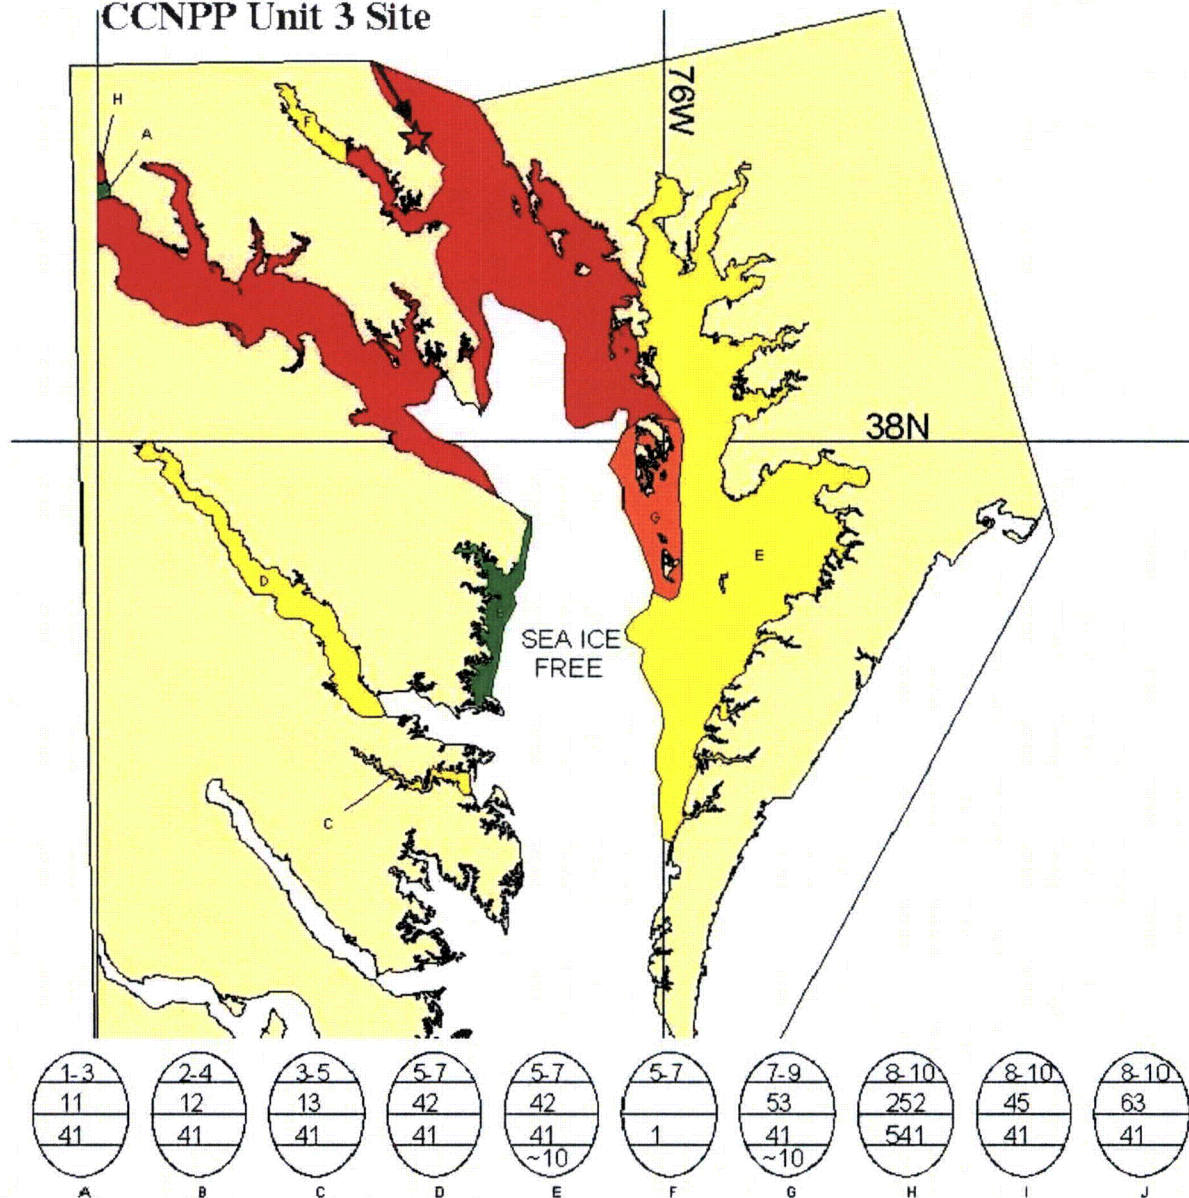 CCNPP Unit 3 Site
76W
H
A
F
38N
G
E
D
SEA ICE
FREE
C
1-3 2-4 3-5 5-7 5-7 5-7 7-9 8-10 8-10 8-10
11 12 13 42 42 53 252 45 63
41 41 41 41 41 1 41 541 41 41
~10 ~10
A B C D E F G H I J